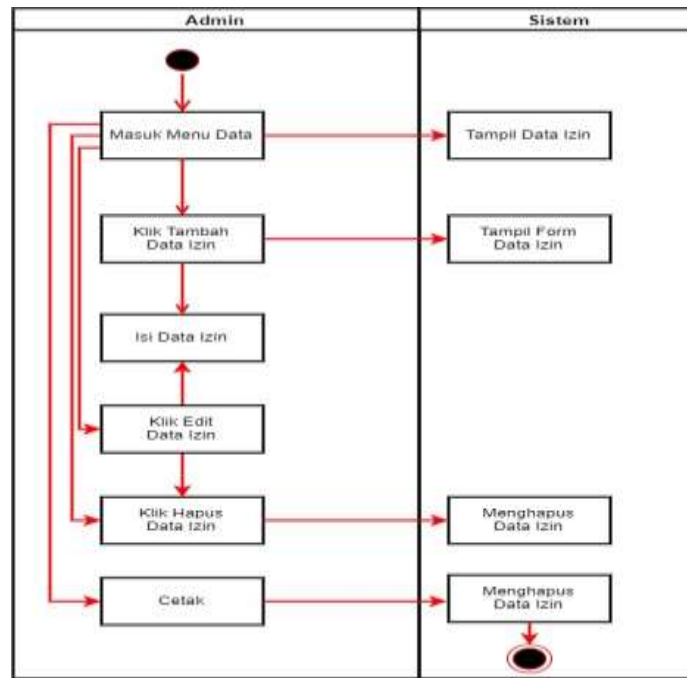 Admin
Sistem
Masuk Menu Data
Tampil Data Izin
Klik Tambah
Data Izin
Tampil Form
Data Izin
Isi Data Izin
Klik Edit
Data Izin
Klik Hapus
Data Izin
Menghapus
Data Izin
Cetak
Menghapus
Data Izin